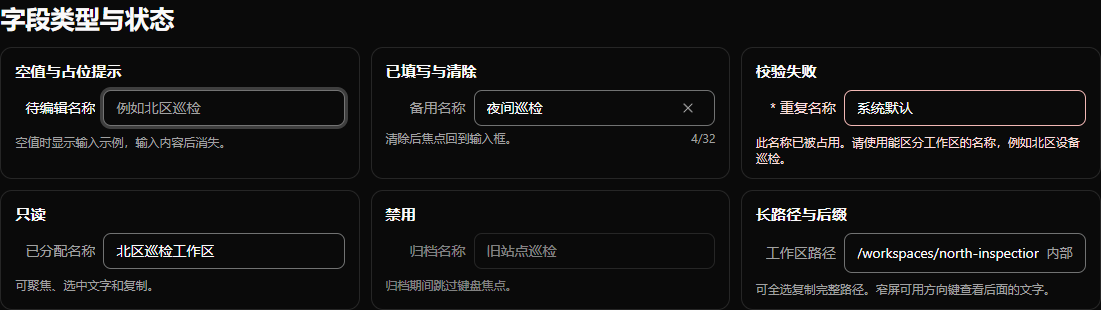 字段类型与状态
空值与占位提示
待编辑名称 例如北区巡检
空值时显示输入示例，输入内容后消失。
已填写与清除
备用名称 夜间巡检
清除后焦点回到输入框。 4/32
校验失败
* 重复名称 系统默认
此名称已被占用。请使用能区分工作区的名称，例如北区设备
巡检。
只读
已分配名称 北区巡检工作区
可聚焦、选中文字和复制。
禁用
归档名称 旧站点巡检
归档期间跳过键盘焦点。
长路径与后缀
工作区路径 /workspaces/north-inspection 内部
可全选复制完整路径。窄屏可用方向键查看后面的文字。